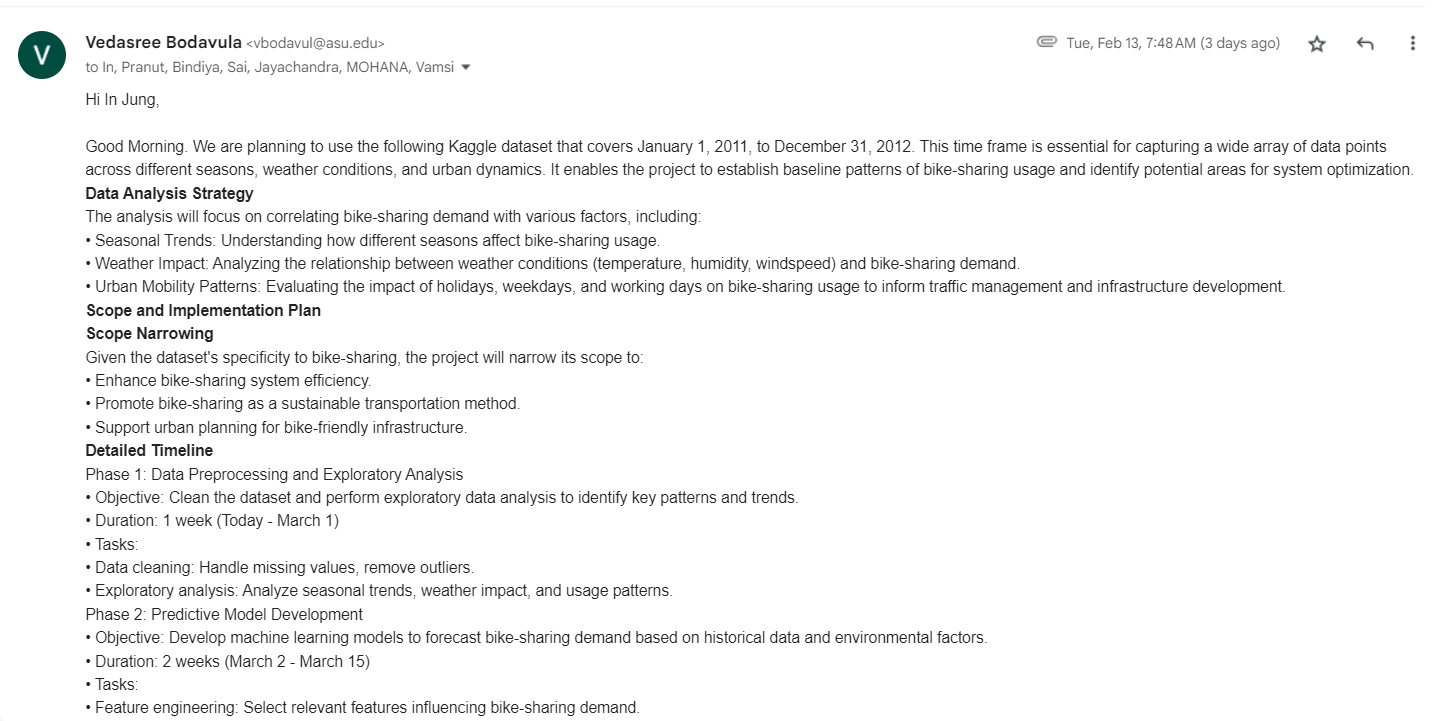 V
Vedasree Bodavula <vbodavul@asu.edu>
Tue, Feb 13, 7:48 AM (3 days ago)
to In, Pranut, Bindiya, Sai, Jayachandra, MOHANA, Vamsi
Hi In Jung,
Good Morning. We are planning to use the following Kaggle dataset that covers January 1, 2011, to December 31, 2012. This time frame is essential for capturing a wide array of data points
across different seasons, weather conditions, and urban dynamics. It enables the project to establish baseline patterns of bike-sharing usage and identify potential areas for system optimization.
Data Analysis Strategy
The analysis will focus on correlating bike-sharing demand with various factors, including:
• Seasonal Trends: Understanding how different seasons affect bike-sharing usage.
• Weather Impact: Analyzing the relationship between weather conditions (temperature, humidity, windspeed) and bike-sharing demand.
• Urban Mobility Patterns: Evaluating the impact of holidays, weekdays, and working days on bike-sharing usage to inform traffic management and infrastructure development.
Scope and Implementation Plan
Scope Narrowing
Given the dataset's specificity to bike-sharing, the project will narrow its scope to:
• Enhance bike-sharing system efficiency.
• Promote bike-sharing as a sustainable transportation method.
• Support urban planning for bike-friendly infrastructure.
Detailed Timeline
Phase 1: Data Preprocessing and Exploratory Analysis
• Objective: Clean the dataset and perform exploratory data analysis to identify key patterns and trends.
• Duration: 1 week (Today - March 1)
• Tasks:
• Data cleaning: Handle missing values, remove outliers.
• Exploratory analysis: Analyze seasonal trends, weather impact, and usage patterns.
Phase 2: Predictive Model Development
• Objective: Develop machine learning models to forecast bike-sharing demand based on historical data and environmental factors.
• Duration: 2 weeks (March 2 - March 15)
• Tasks:
• Feature engineering: Select relevant features influencing bike-sharing demand.